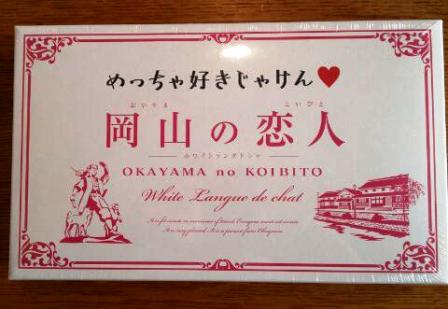 めっちゃ好きじゃけん♥
おかやま こいびと
岡山の恋人
ホワイトラングドシャ
OKAYAMA no KOIBITO
White Langue de chat